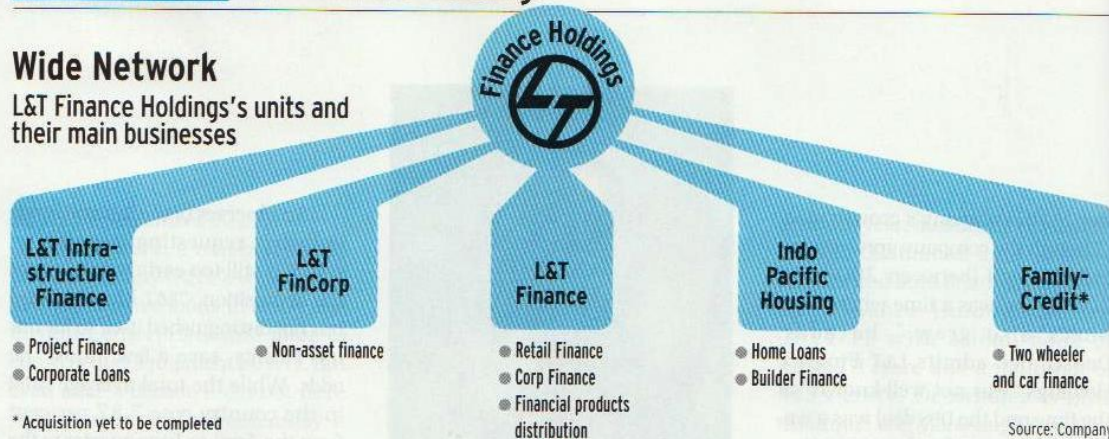 Wide Network
L&T Finance Holdings's units and
their main businesses
Finance Holdings
LT
L&T Infra-
structure
Finance
● Project Finance
● Corporate Loans
L&T
FinCorp
● Non-asset finance
L&T
Finance
● Retail Finance
● Corp Finance
● Financial products
distribution
Indo
Pacific
Housing
● Home Loans
● Builder Finance
Family-
Credit*
● Two wheeler
and car finance
* Acquisition yet to be completed
Source: Company